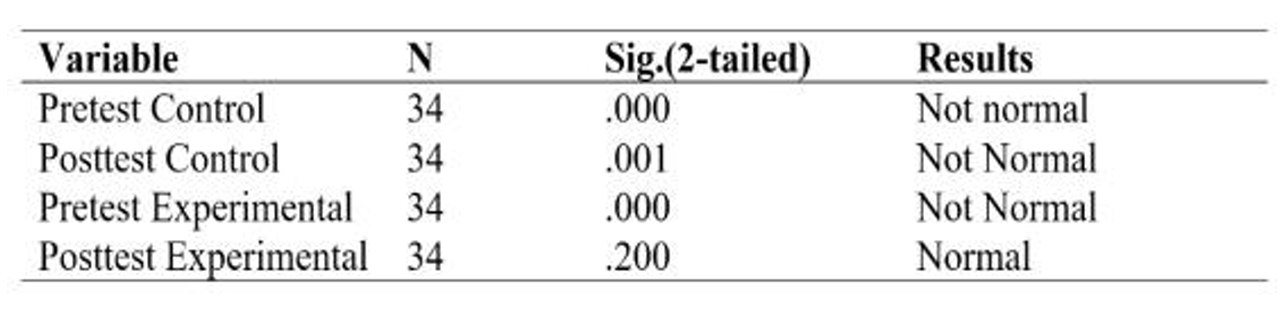 Variable N Sig.(2-tailed) Results
Pretest Control 34 .000 Not normal
Posttest Control 34 .001 Not Normal
Pretest Experimental 34 .000 Not Normal
Posttest Experimental 34 .200 Normal